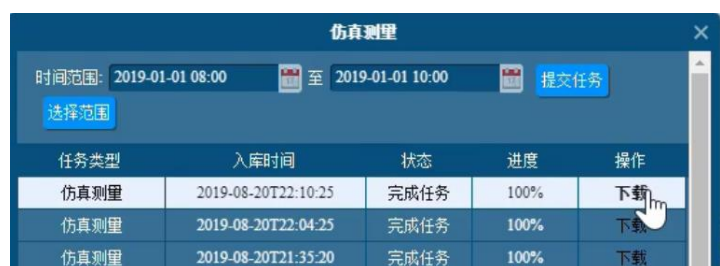 仿真测量
时间范围: 2019-01-01 08:00 至 2019-01-01 10:00 提交任务
选择范围
任务类型 入库时间 状态 进度 操作
仿真测量 2019-08-20T22:10:25 完成任务 100% 下载
仿真测量 2019-08-20T22:04:25 完成任务 100% 下载
仿真测量 2019-08-20T21:35:20 完成任务 100% 下载